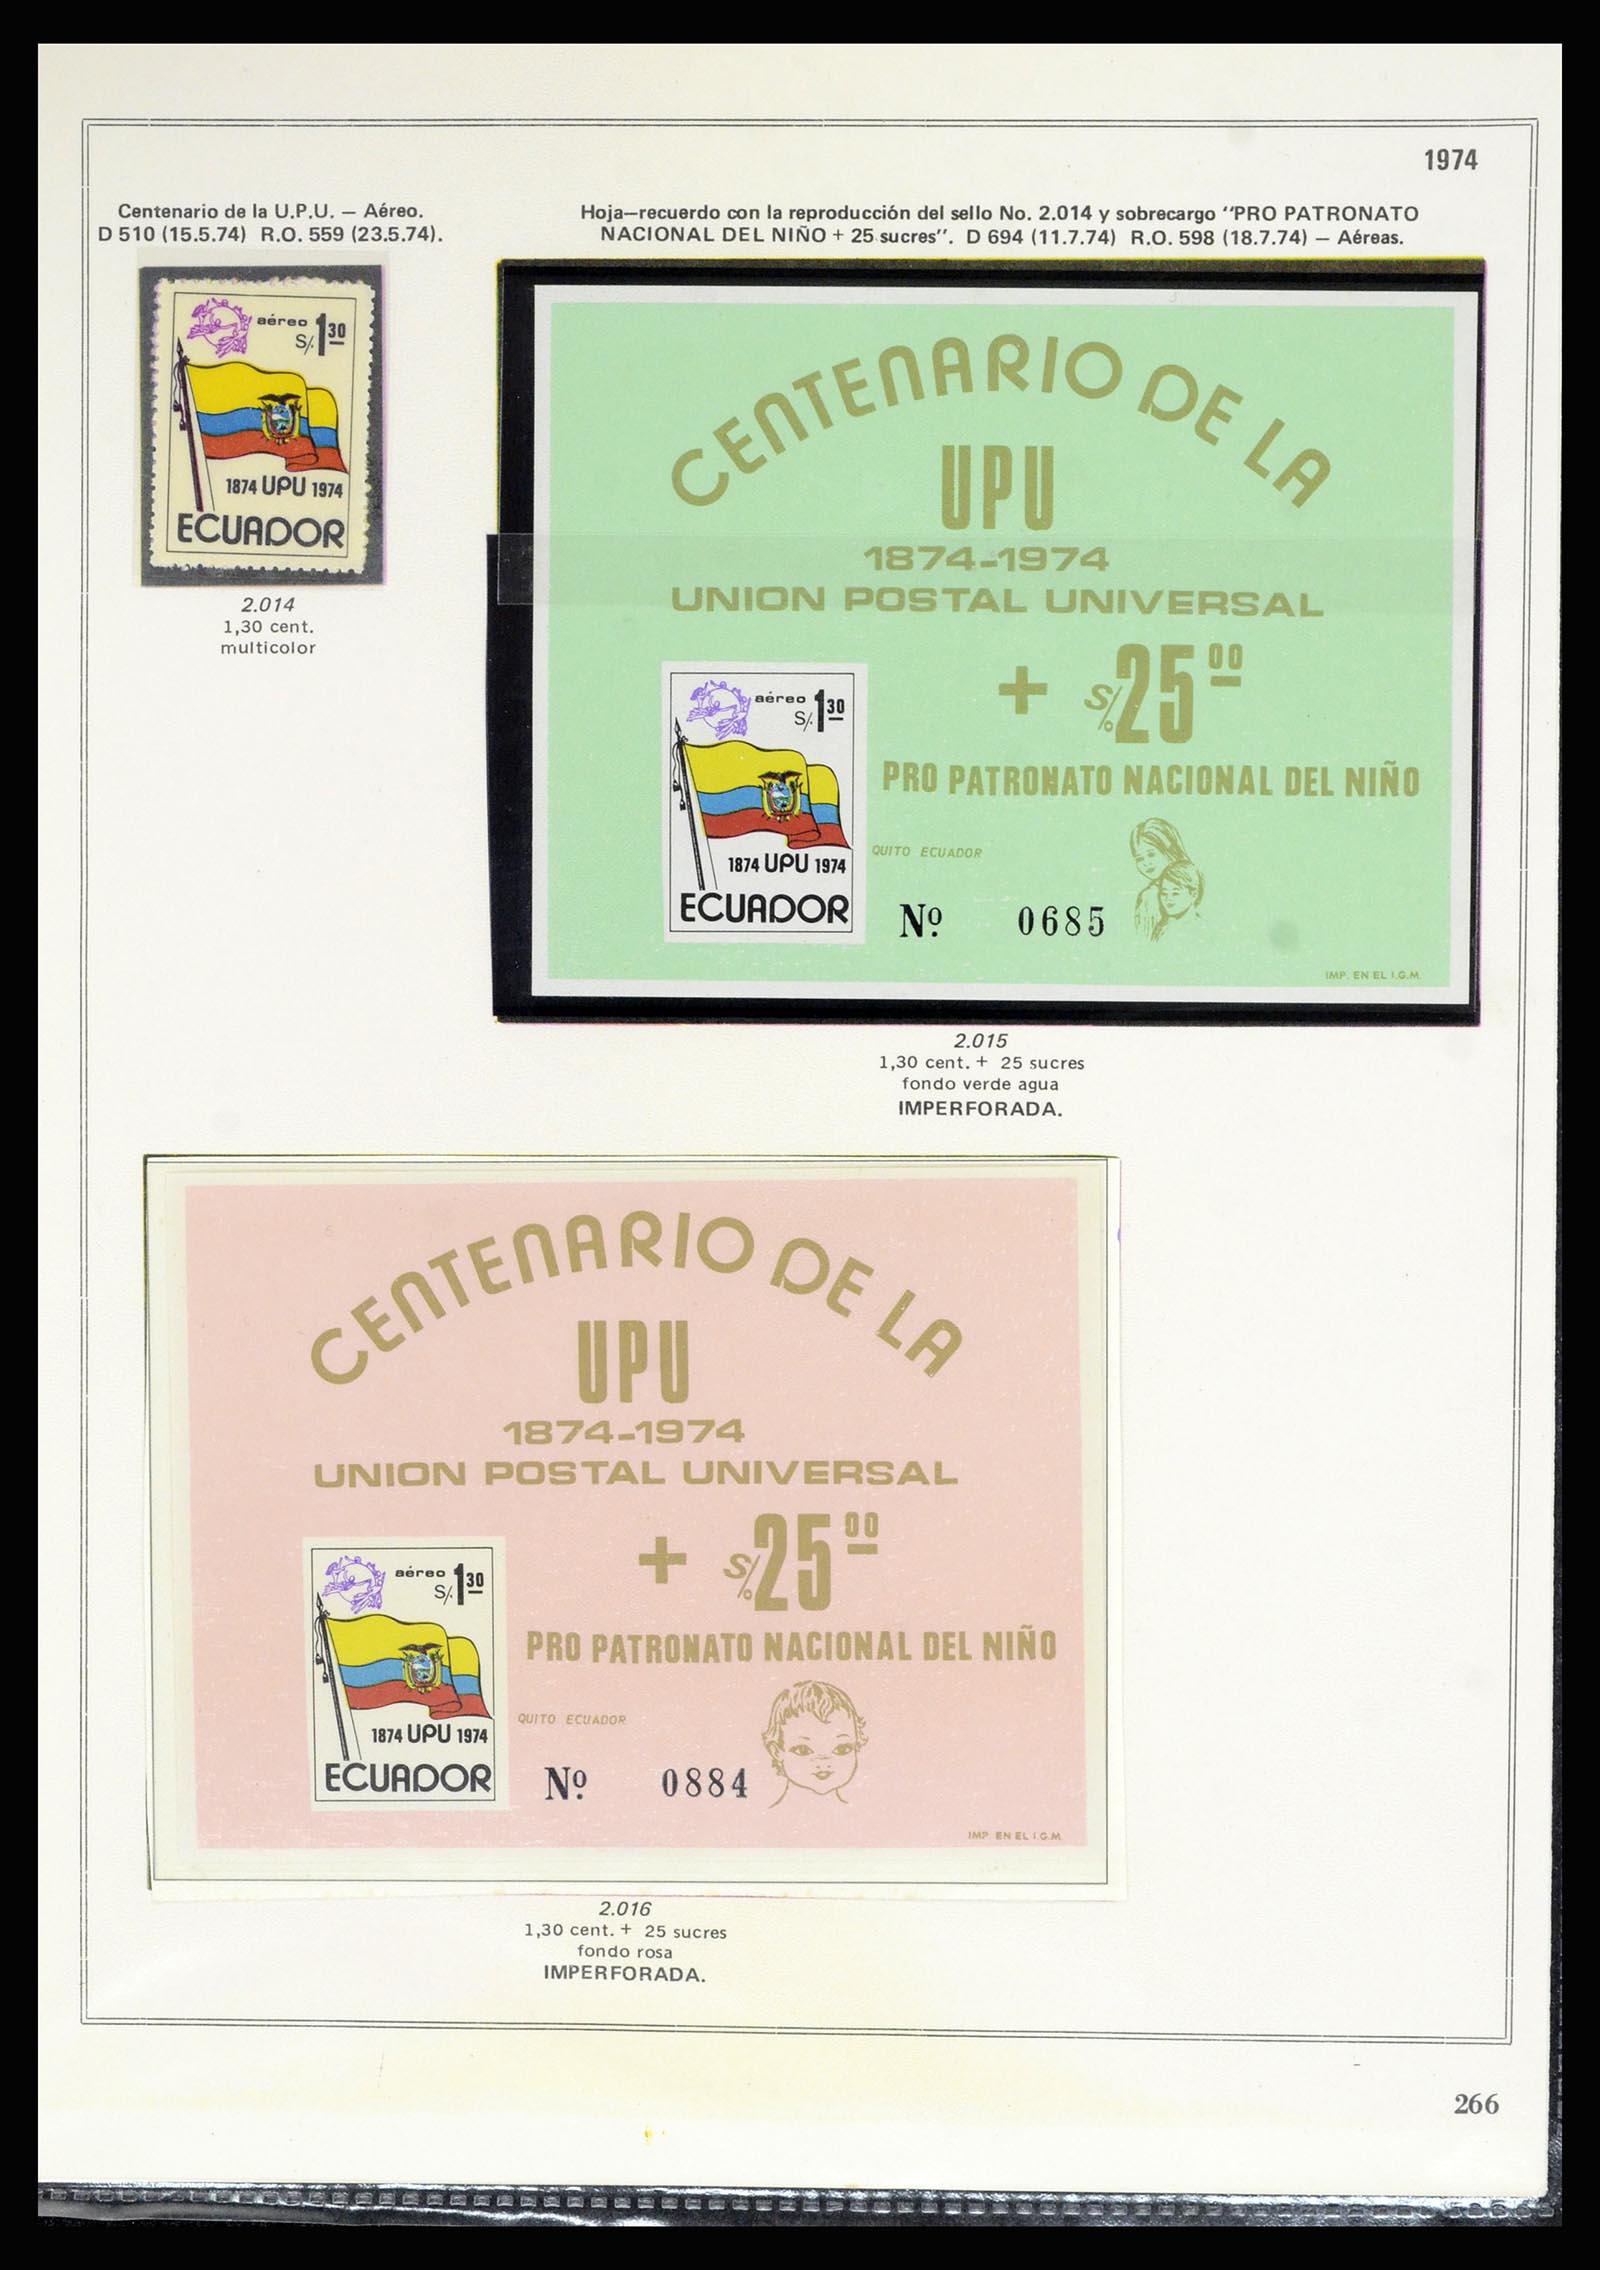 1974
Centenario de la U.P.U. — Aéreo.
D 510 (15.5.74) R.O. 559 (23.5.74).
Hoja—recuerdo con la reproducción del sello No. 2.014 y sobrecargo "PRO PATRONATO
NACIONAL DEL NIÑO + 25 sucres". D 694 (11.7.74) R.O. 598 (18.7.74) — Aéreas.
aéreo
S/. 1 30
1874 UPU 1974
ECUADOR
2.014
1,30 cent.
multicolor
CENTENARIO DE LA
UPU
1874-1974
UNION POSTAL UNIVERSAL
+ S/. 25 00
PRO PATRONATO NACIONAL DEL NIÑO
aéreo
S/. 1 30
1874 UPU 1974
ECUADOR
QUITO ECUADOR
Nº. 0685
IMP. EN EL I.G.M.
2.015
1,30 cent. + 25 sucres
fondo verde agua
IMPERFORADA.
CENTENARIO DE LA
UPU
1874-1974
UNION POSTAL UNIVERSAL
+ S/. 25 00
PRO PATRONATO NACIONAL DEL NIÑO
aéreo
S/. 1 30
1874 UPU 1974
ECUADOR
QUITO ECUADOR
Nº. 0884
IMP. EN EL I.G.M.
2.016
1,30 cent. + 25 sucres
fondo rosa
IMPERFORADA.
266